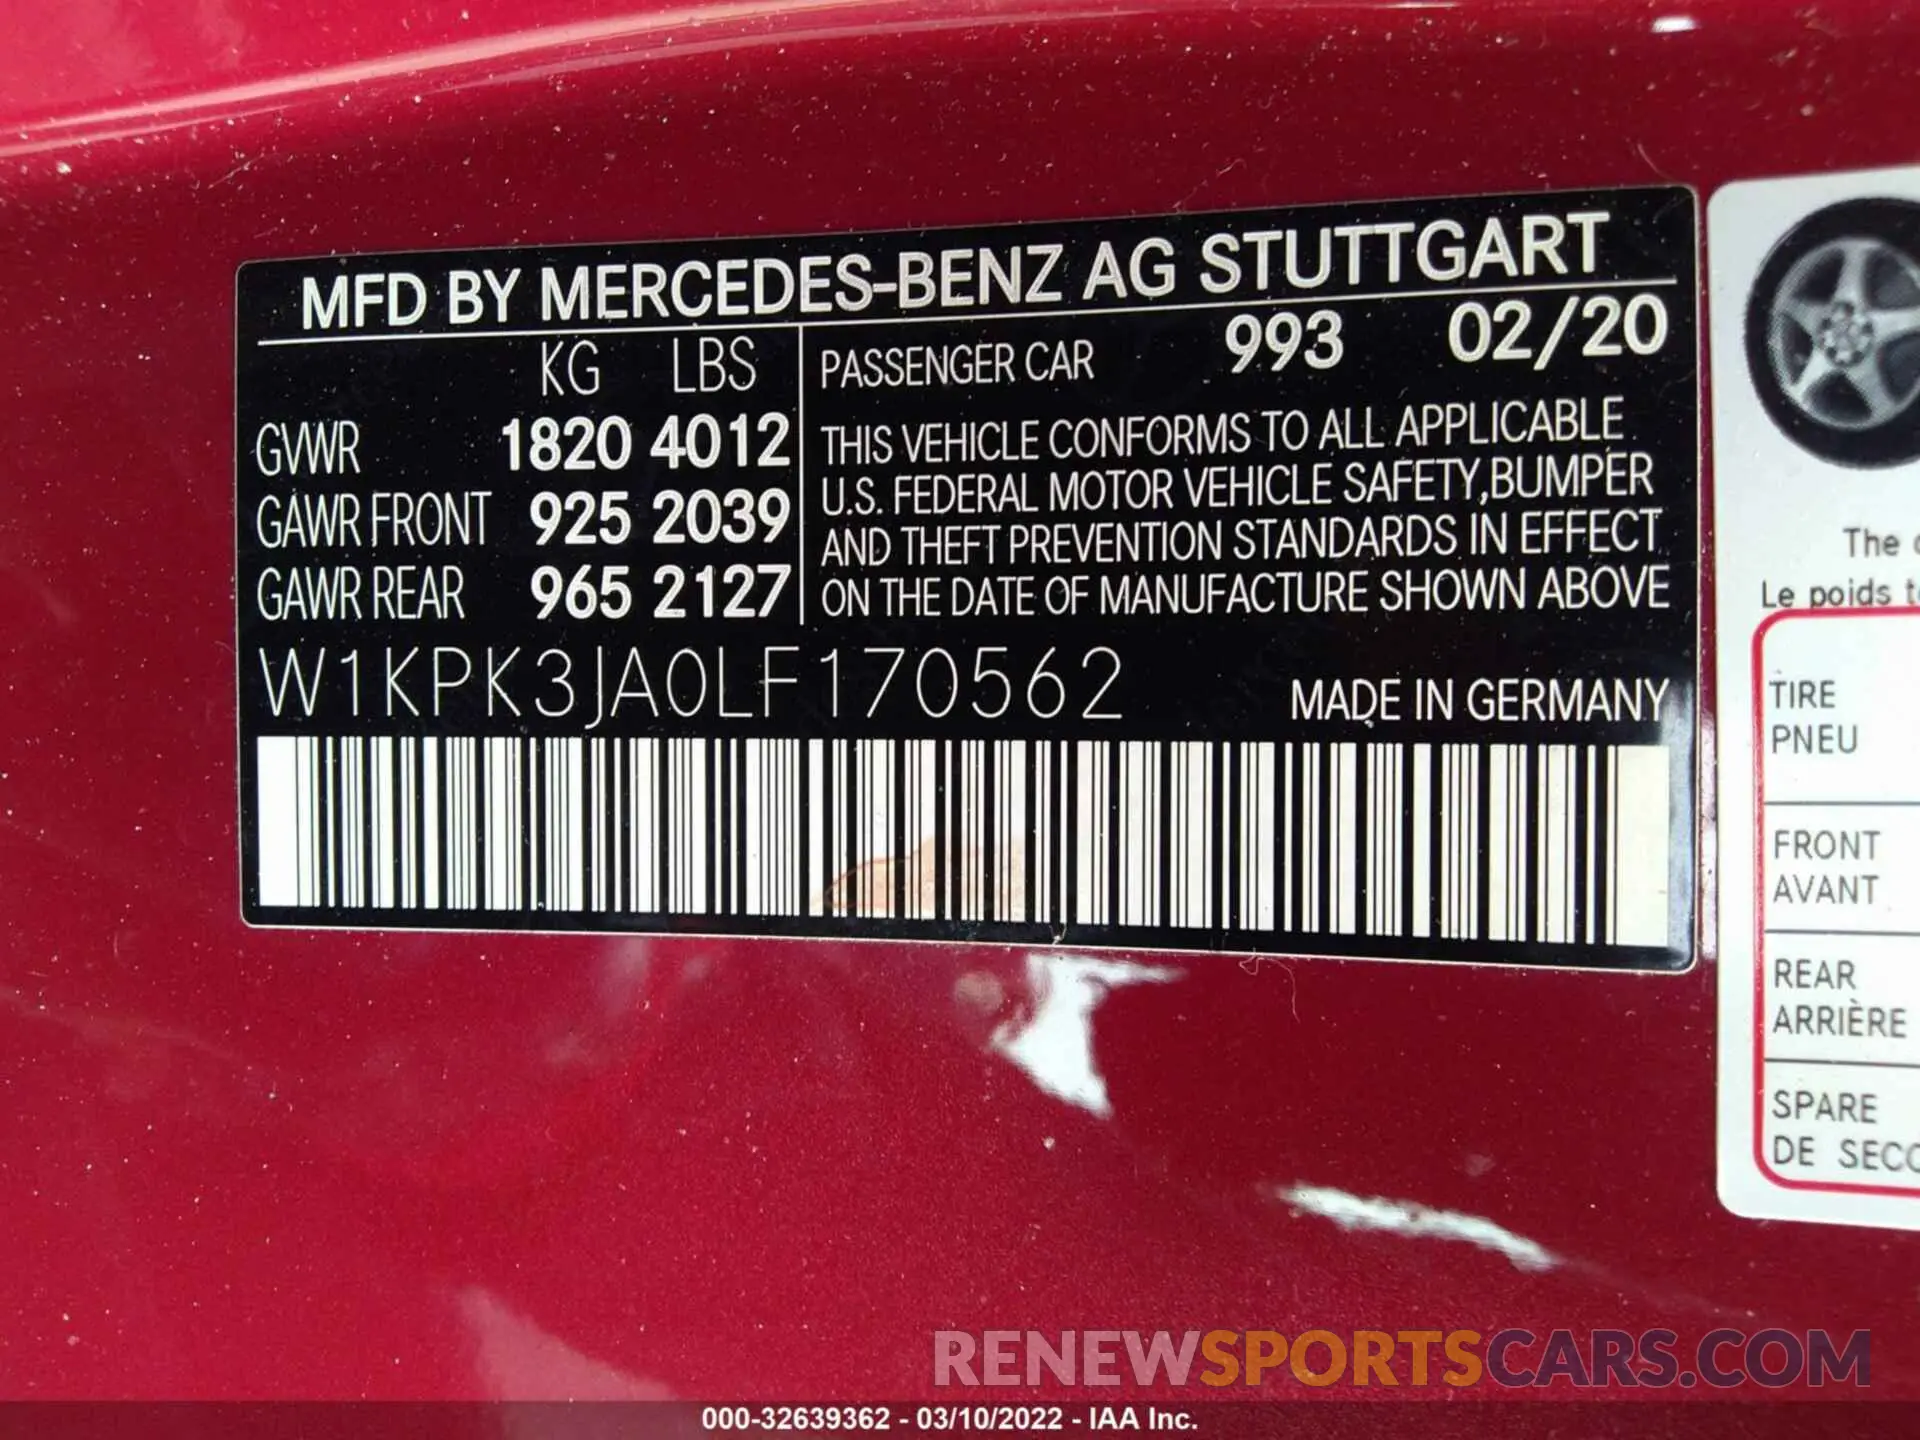 MFD BY MERCEDES-BENZ AG STUTTGART
KG LBS
GVWR 1820 4012
GAWR FRONT 925 2039
GAWR REAR 965 2127
PASSENGER CAR 993 02/20
THIS VEHICLE CONFORMS TO ALL APPLICABLE
U.S. FEDERAL MOTOR VEHICLE SAFETY,BUMPER
AND THEFT PREVENTION STANDARDS IN EFFECT
ON THE DATE OF MANUFACTURE SHOWN ABOVE
W1KPK3JA0LF170562
MADE IN GERMANY
The
Le poids
TIRE
PNEU
FRONT
AVANT
REAR
ARRIÈRE
SPARE
DE
RENEWSPORTSCARS.COM
000-32639362 - 03/10/2022 - IAA Inc.